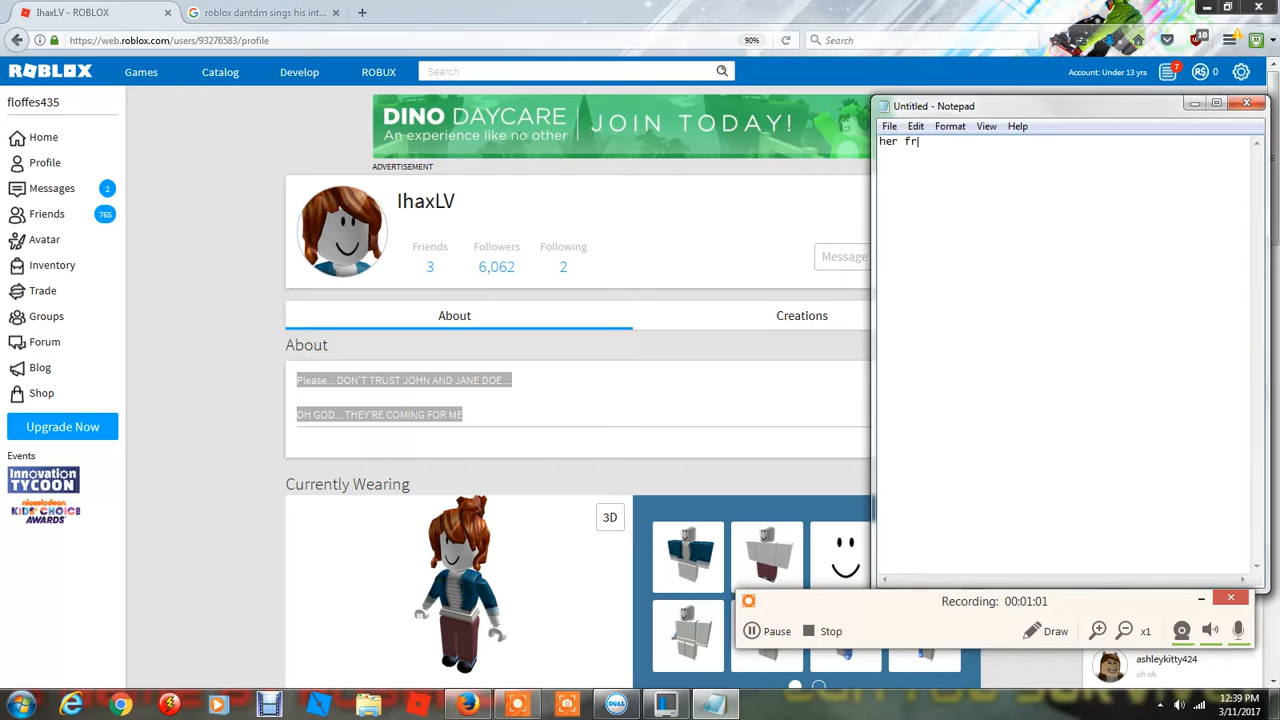 IhaxLV - ROBLOX
roblox dantdm sings his int...
https://web.roblox.com/users/93276583/profile
90%
Search
10
ROBLOX
Games
Catalog
Develop
ROBUX
Search
Account: Under 13 yrs
7
R$ 0
floffes435
Home
Profile
Messages 2
Friends 765
Avatar
Inventory
Trade
Groups
Forum
Blog
Shop
Upgrade Now
Events
Innovation
TYCOON
nickelodeon
KIDS' CHOICE
AWARDS
DINO DAYCARE
An experience like no other
JOIN TODAY!
ADVERTISEMENT
IhaxLV
Friends
3
Followers
6,062
Following
2
Message
About
Creations
About
Please... DON'T TRUST JOHN AND JANE DOE....
OH GOD... THEY'RE COMING FOR ME
Currently Wearing
3D
Untitled - Notepad
File Edit Format View Help
her fr
Recording: 00:01:01
Pause
Stop
Draw
x1
ashleykitty424
uh ok
DELL
12:39 PM
3/11/2017